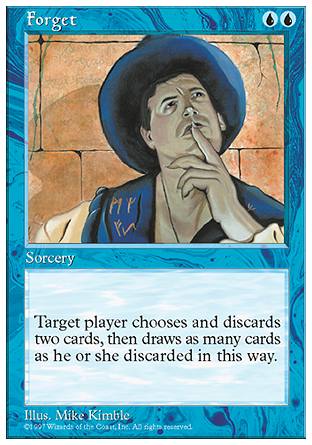 Forget
Sorcery
Target player chooses and discards
two cards, then draws as many cards
as he or she discarded in this way.
Illus. Mike Kimble
©1997 Wizards of the Coast, Inc. All rights reserved.